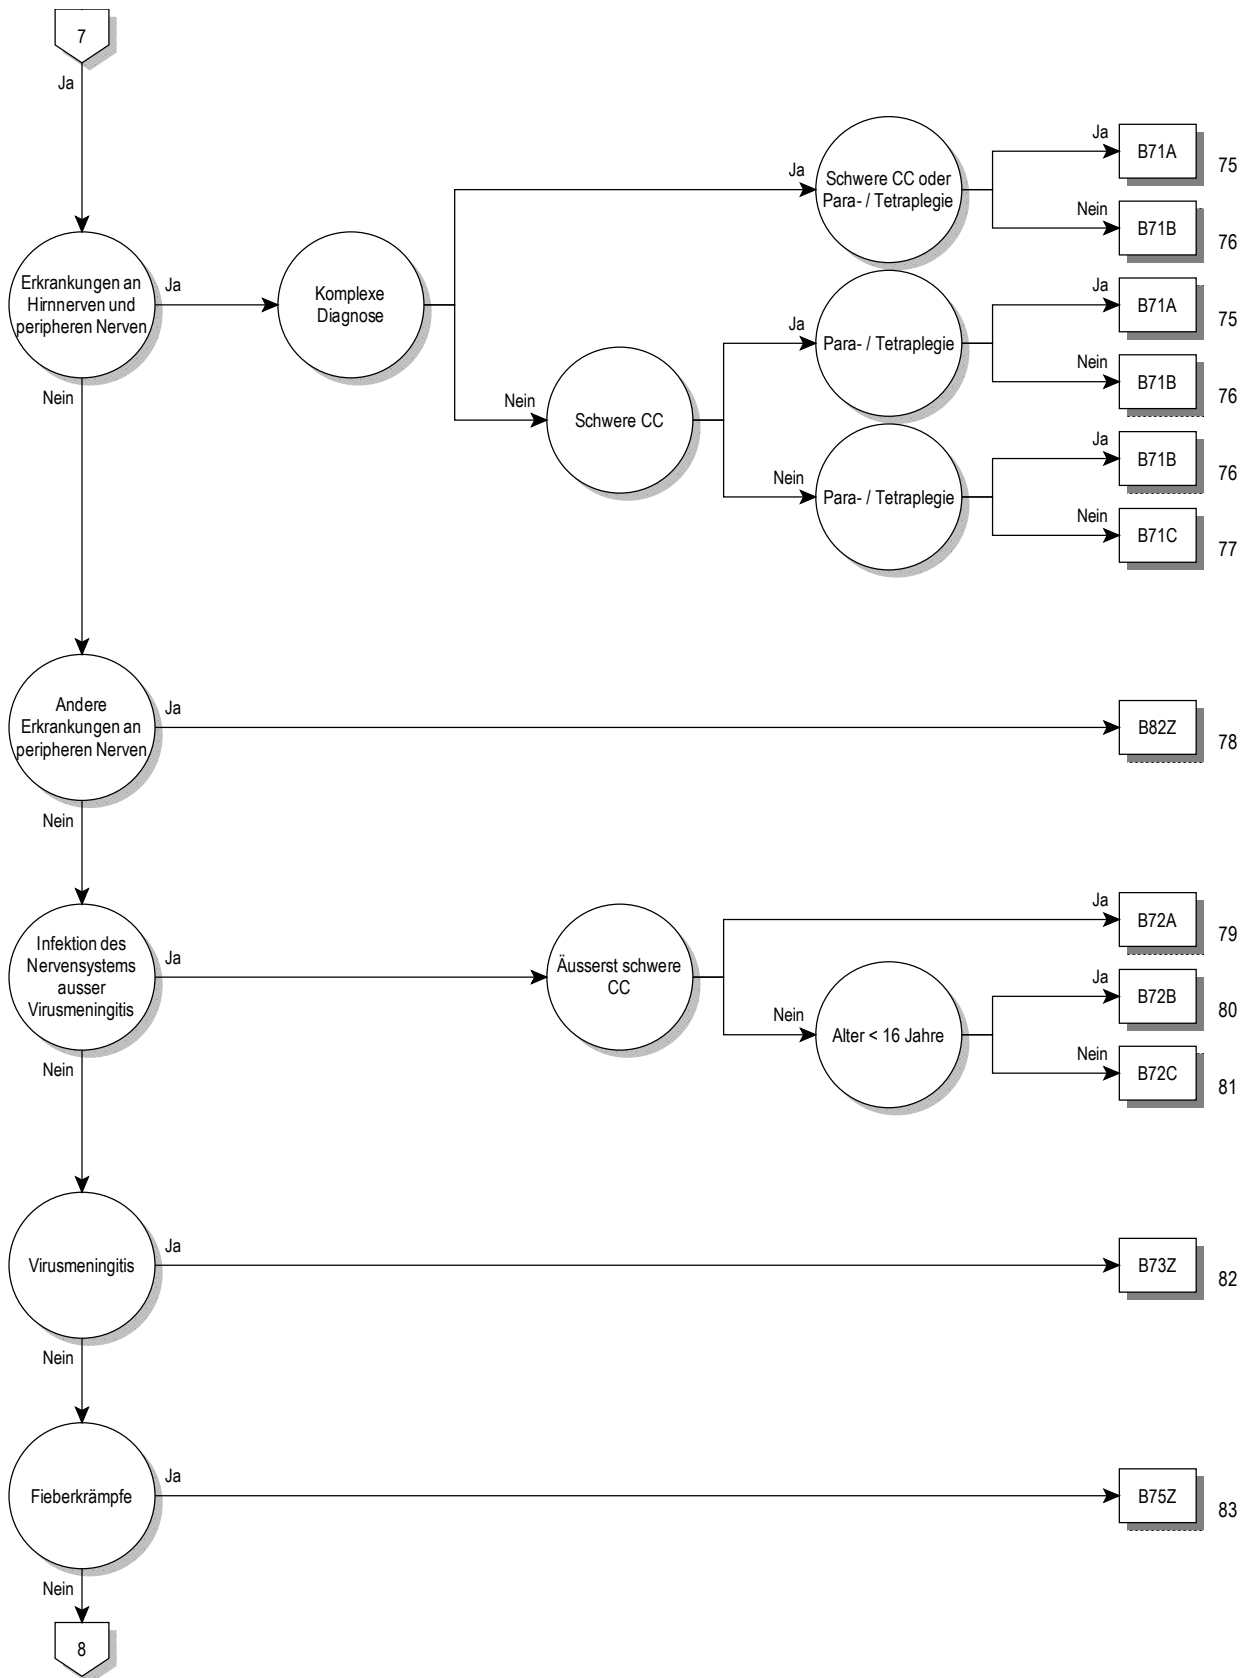 7
Ja
Ja
B71A
75
Ja
Schwere CC oder
Para- / Tetraplegie
Nein
B71B
76
Erkrankungen an
Hirnnerven und
peripheren Nerven
Ja
Komplexe
Diagnose
Ja
B71A
75
Ja
Para- / Tetraplegie
Nein
B71B
76
Nein
Nein
Schwere CC
Ja
B71B
76
Nein
Para- / Tetraplegie
Nein
B71C
77
Andere
Erkrankungen an
peripheren Nerven
Ja
B82Z
78
Nein
Ja
B72A
79
Infektion des
Nervensystems
ausser
Virusmeningitis
Ja
Äusserst schwere
CC
Ja
B72B
80
Nein
Alter < 16 Jahre
Nein
B72C
81
Nein
Virusmeningitis
Ja
B73Z
82
Nein
Fieberkrämpfe
Ja
B75Z
83
Nein
8